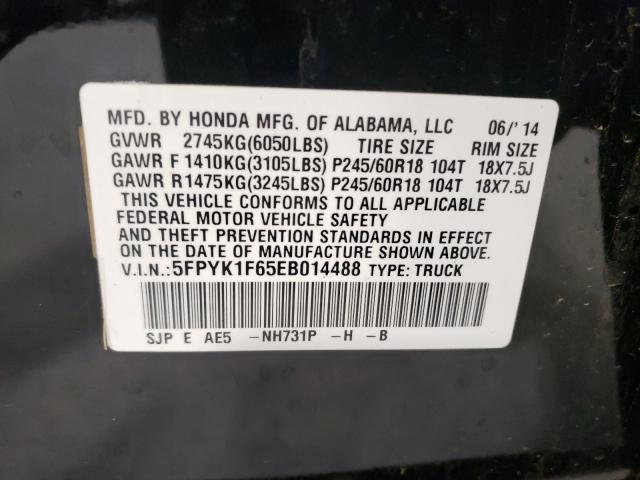 MFD. BY HONDA MFG. OF ALABAMA, LLC 06/'14
GVWR 2745KG(6050LBS) TIRE SIZE RIM SIZE
GAWR F 1410KG(3105LBS) P245/60R18 104T 18X7.5J
GAWR R1475KG(3245LBS) P245/60R18 104T 18X7.5J
THIS VEHICLE CONFORMS TO ALL APPLICABLE
FEDERAL MOTOR VEHICLE SAFETY
AND THEFT PREVENTION STANDARDS IN EFFECT
ON THE DATE OF MANUFACTURE SHOWN ABOVE.
V.I.N.:5FPYK1F65EB014488 TYPE: TRUCK
SJP E AE5 -NH731P -H -B